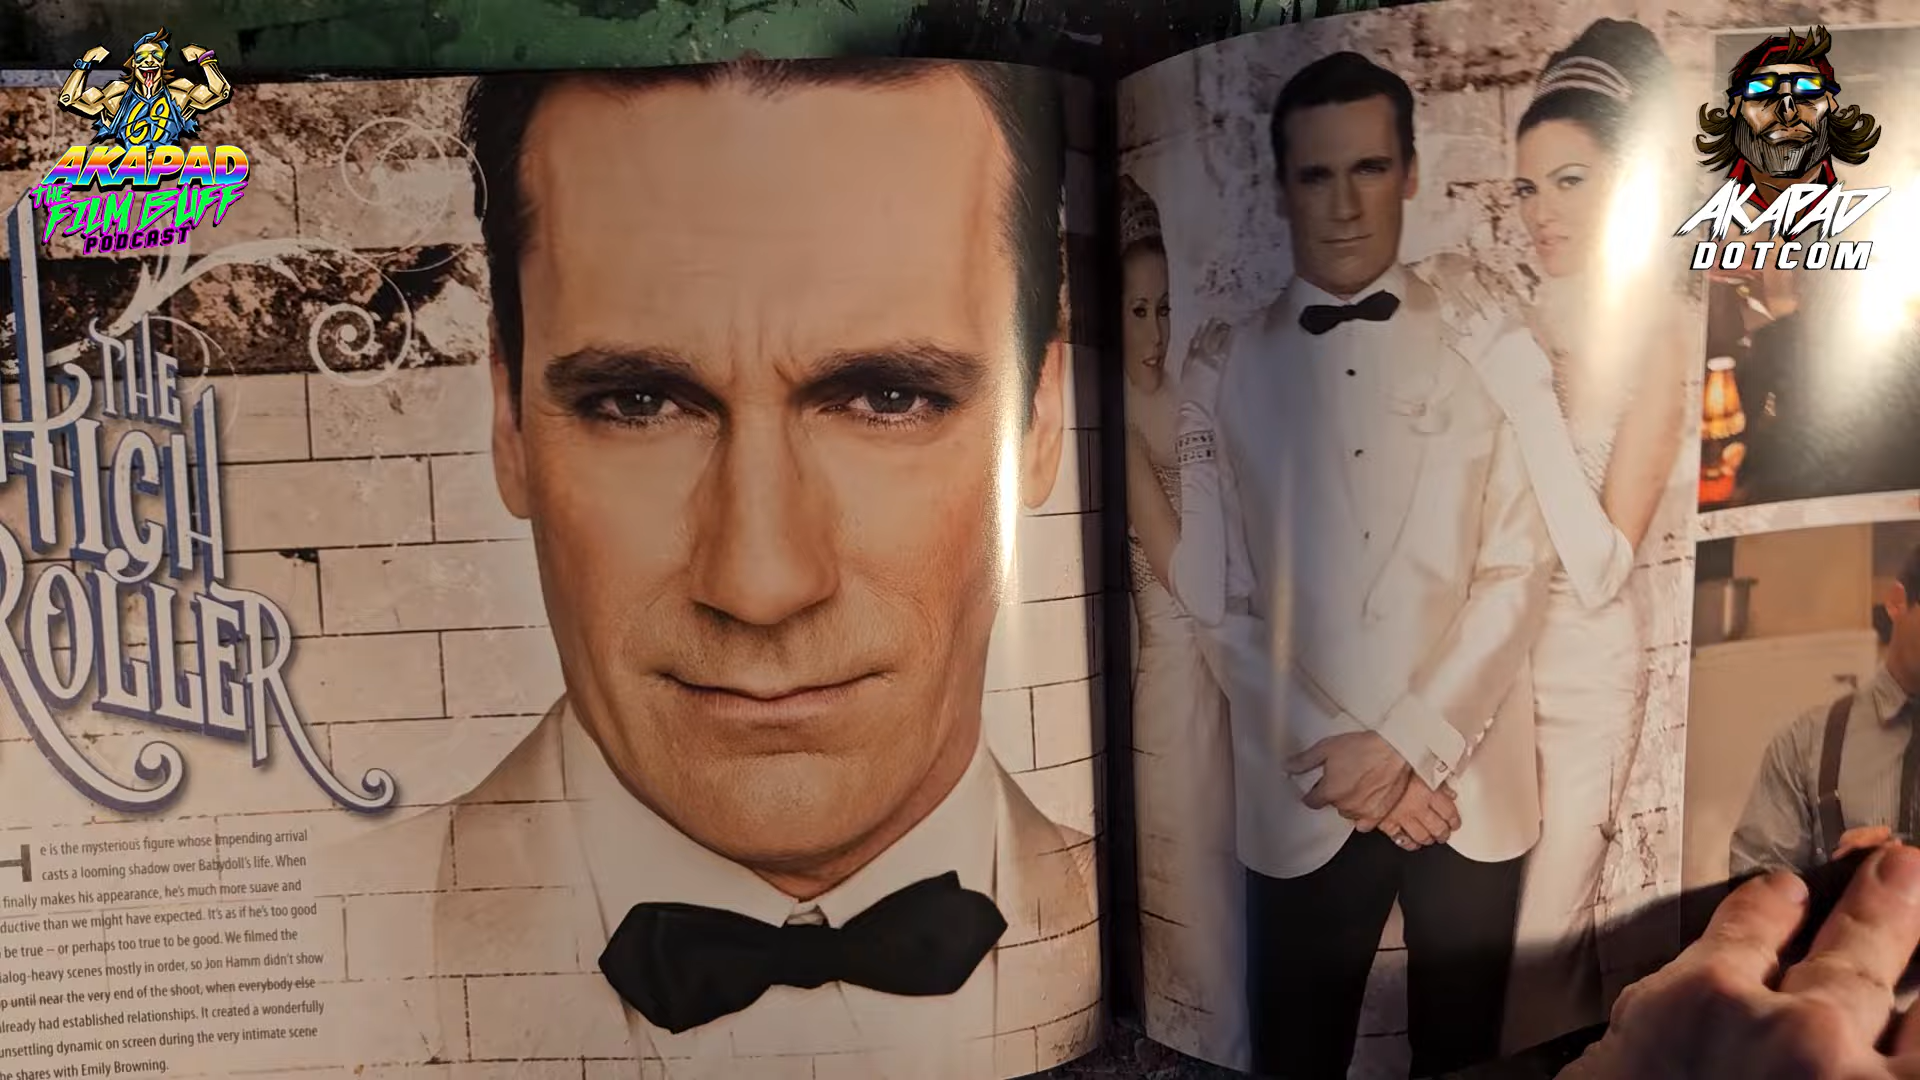 AKAPAD
THE
FILM BUFF
PODCAST
AKAPAD
DOTCOM
THE
HIGH
ROLLER
He is the mysterious figure whose impending arrival
casts a looming shadow over Babydoll's life. When
finally makes his appearance, he's much more suave and
ductive than we might have expected. It's as if he's too good
be true – or perhaps too true to be good. We filmed the
ialog-heavy scenes mostly in order, so Jon Hamm didn't show
p until near the very end of the shoot, when everybody else
already had established relationships. It created a wonderfully
unsettling dynamic on screen during the very intimate scene
he shares with Emily Browning.